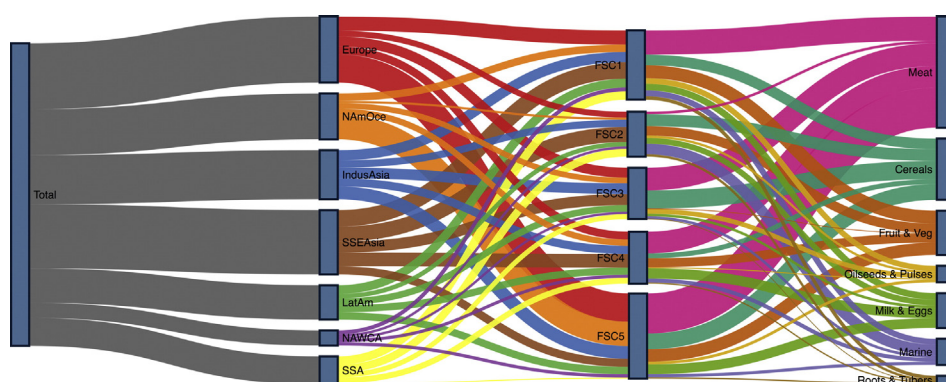 Total
Europe
NAmOce
IndusAsia
SSEAsia
LatAm
NAWCA
SSA
FSC1
FSC2
FSC3
FSC4
FSC5
Meat
Cereals
Fruit & Veg
Oilseeds & Pulses
Milk & Eggs
Marine
Roots & Tubers